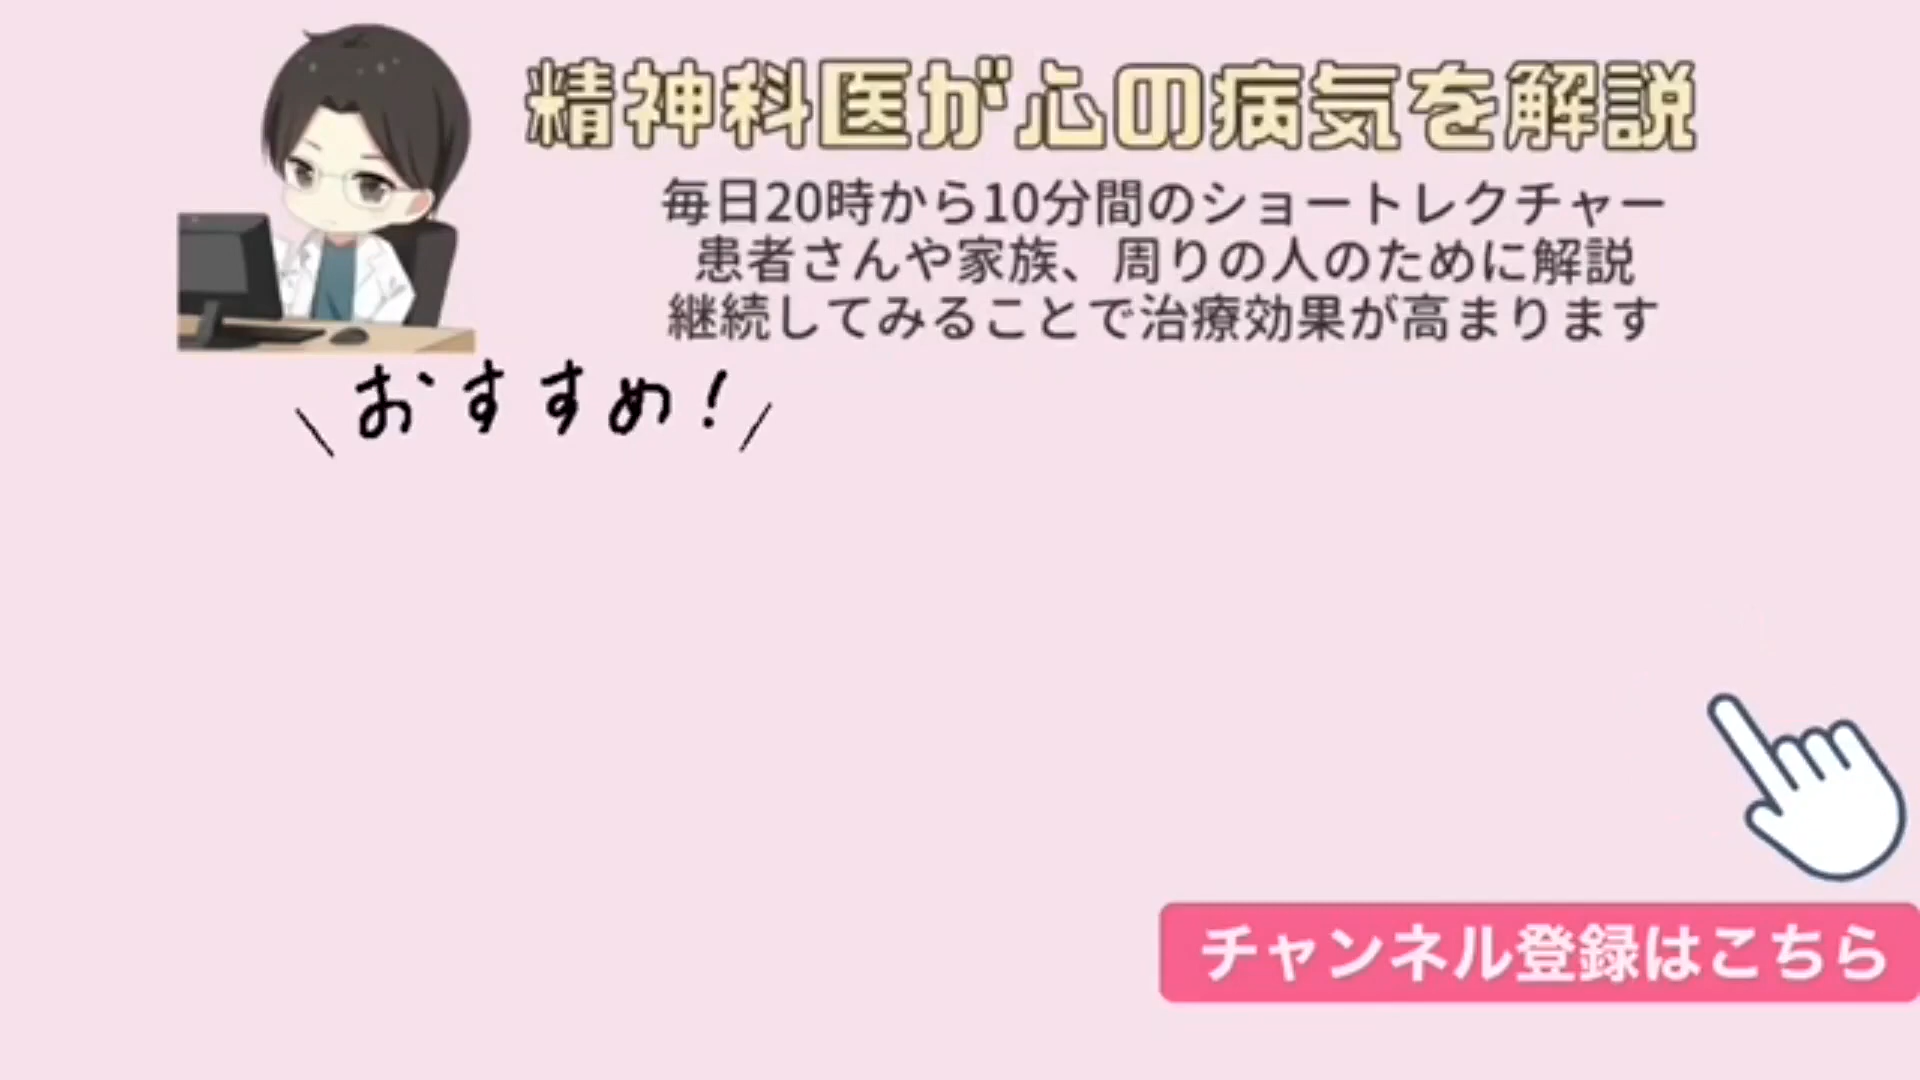 精神科医が心の病気を解説
毎日20時から10分間のショートレクチャー
患者さんや家族、周りの人のために解説
継続してみることで治療効果が高まります
おすすめ!
チャンネル登録はこちら